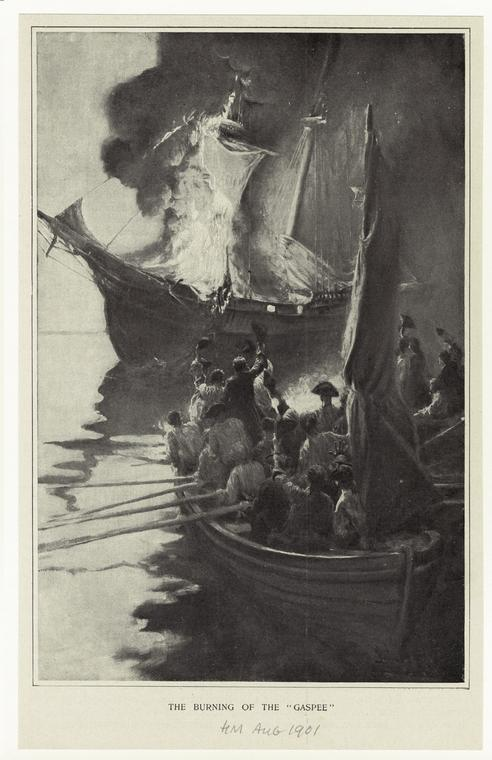 THE BURNING OF THE "GASPEE"
HM Aug 1901